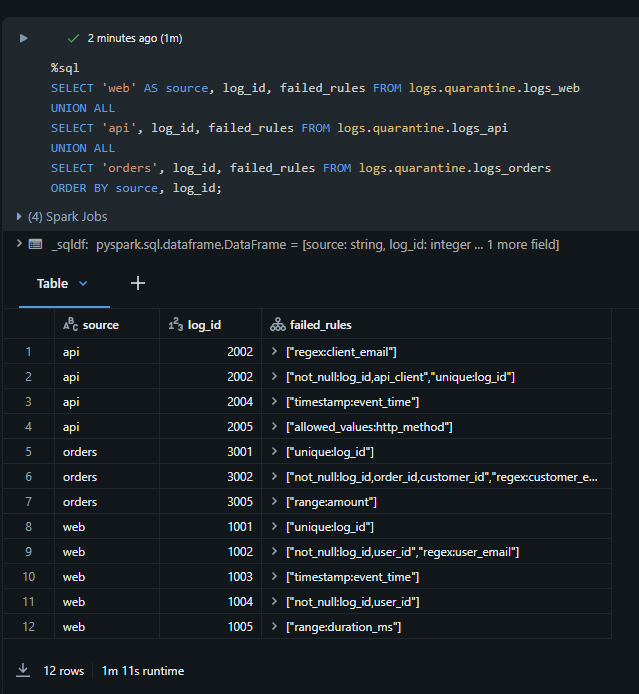 2 minutes ago (1m)
%sql
SELECT 'web' AS source, log_id, failed_rules FROM logs.quarantine.logs_web
UNION ALL
SELECT 'api', log_id, failed_rules FROM logs.quarantine.logs_api
UNION ALL
SELECT 'orders', log_id, failed_rules FROM logs.quarantine.logs_orders
ORDER BY source, log_id;
(4) Spark Jobs
_sqldf: pyspark.sql.dataframe.DataFrame = [source: string, log_id: integer ... 1 more field]
Table
source log_id failed_rules
1 api 2002 ["regex:client_email"]
2 api 2002 ["not_null:log_id,api_client","unique:log_id"]
3 api 2004 ["timestamp:event_time"]
4 api 2005 ["allowed_values:http_method"]
5 orders 3001 ["unique:log_id"]
6 orders 3002 ["not_null:log_id,order_id,customer_id","regex:customer_e...
7 orders 3005 ["range:amount"]
8 web 1001 ["unique:log_id"]
9 web 1002 ["not_null:log_id,user_id","regex:user_email"]
10 web 1003 ["timestamp:event_time"]
11 web 1004 ["not_null:log_id,user_id"]
12 web 1005 ["range:duration_ms"]
12 rows 1m 11s runtime